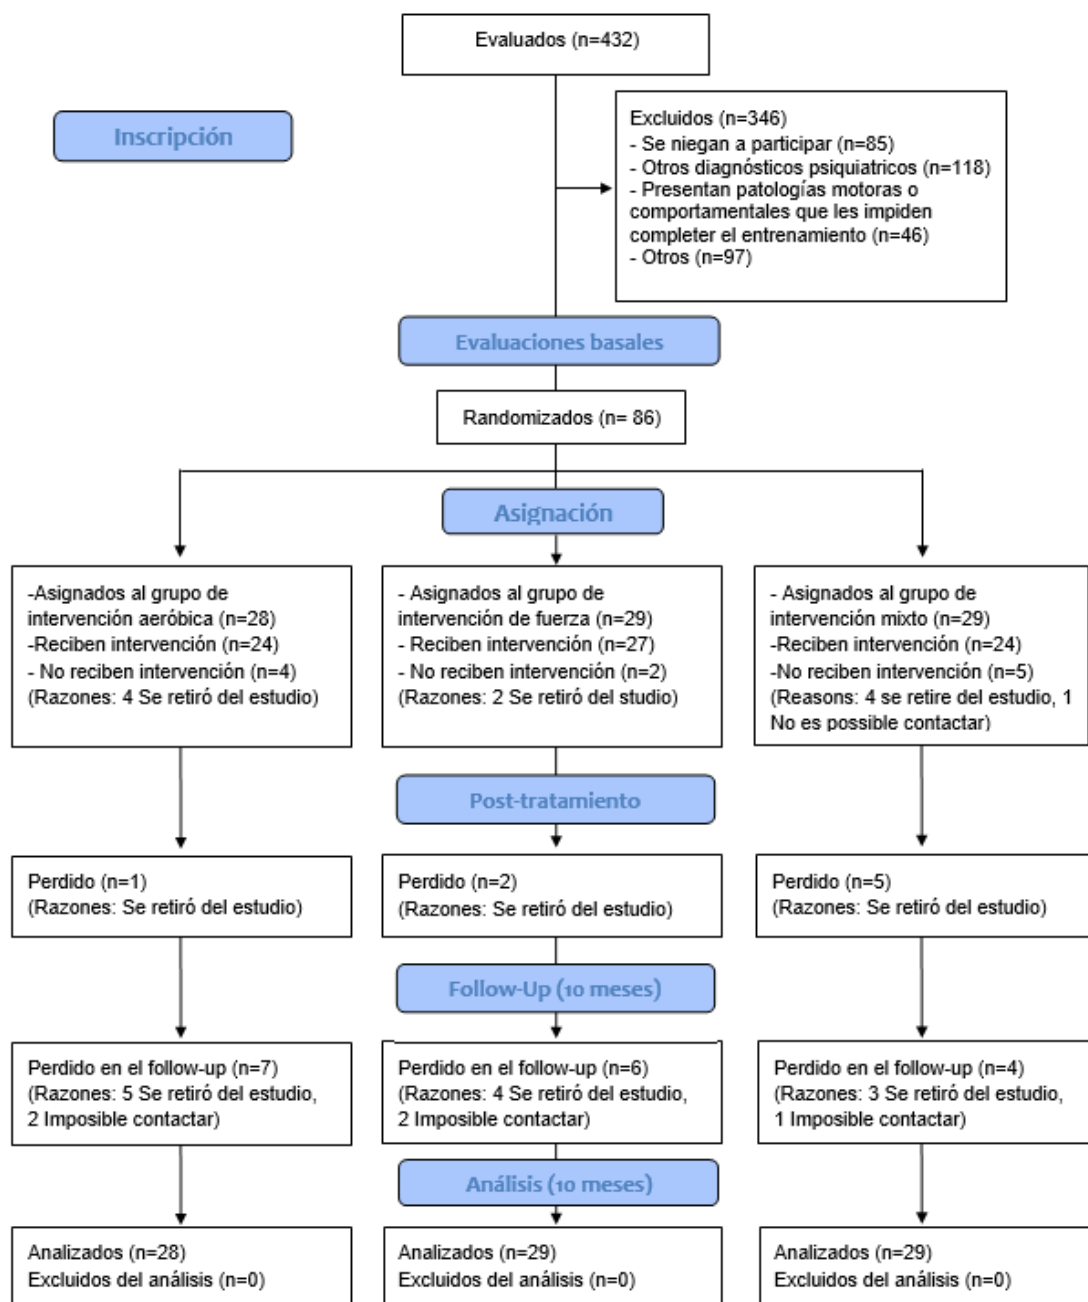 Evaluados (n=432)
Inscripción
Excluidos (n=346)
- Se niegan a participar (n=85)
- Otros diagnósticos psiquiatricos (n=118)
- Presentan patologías motoras o
comportamentales que les impiden
completer el entrenamiento (n=46)
- Otros (n=97)
Evaluaciones basales
Randomizados (n= 86)
Asignación
-Asignados al grupo de
intervención aeróbica (n=28)
-Reciben intervención (n=24)
- No reciben intervención (n=4)
(Razones: 4 Se retiró del estudio)
- Asignados al grupo de
intervención de fuerza (n=29)
- Reciben intervención (n=27)
- No reciben intervención (n=2)
(Razones: 2 Se retiró del studio)
- Asignados al grupo de
intervención mixto (n=29)
-Reciben intervención (n=24)
-No reciben intervención (n=5)
(Reasons: 4 se retire del estudio, 1
No es possible contactar)
Post-tratamiento
Perdido (n=1)
(Razones: Se retiró del estudio)
Perdido (n=2)
(Razones: Se retiró del estudio)
Perdido (n=5)
(Razones: Se retiró del estudio)
Follow-Up (10 meses)
Perdido en el follow-up (n=7)
(Razones: 5 Se retiró del estudio,
2 Imposible contactar)
Perdido en el follow-up (n=6)
(Razones: 4 Se retiró del estudio,
2 Imposible contactar)
Perdido en el follow-up (n=4)
(Razones: 3 Se retiró del estudio,
1 Imposible contactar)
Análisis (10 meses)
Analizados (n=28)
Excluidos del análisis (n=0)
Analizados (n=29)
Excluidos del análisis (n=0)
Analizados (n=29)
Excluidos del análisis (n=0)